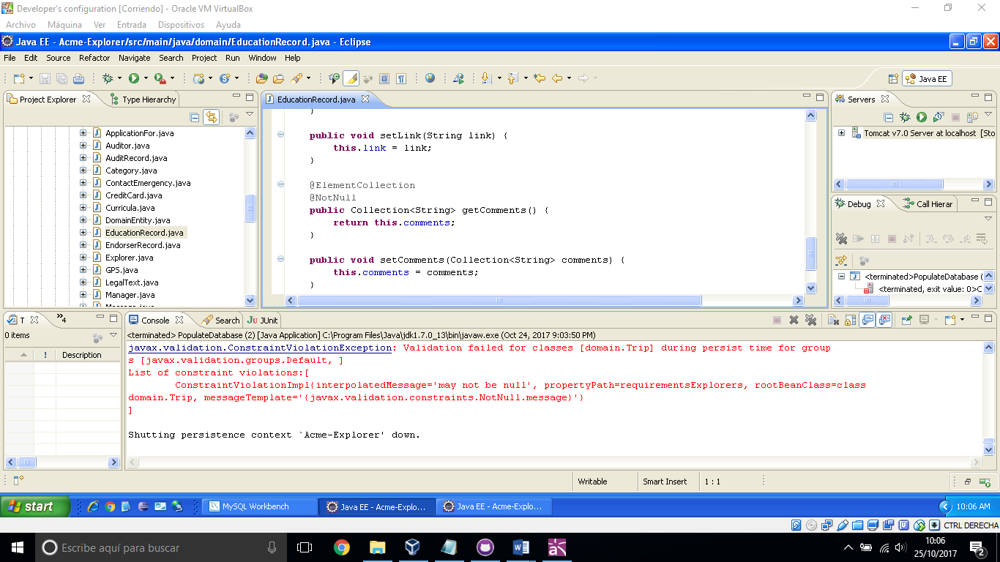 Developer's configuration [Corriendo] - Oracle VM VirtualBox
Archivo Máquina Ver Entrada Dispositivos Ayuda
Java EE - Acme-Explorer/src/main/java/domain/EducationRecord.java - Eclipse
File Edit Source Refactor Navigate Search Project Run Window Help
Java EE
Project Explorer Type Hierarchy
EducationRecord.java
Servers
ApplicationFor.java
Auditor.java
AuditRecord.java
Category.java
ContactEmergency.java
CreditCard.java
Curricula.java
DomainEntity.java
EducationRecord.java
EndorserRecord.java
Explorer.java
GPS.java
LegalText.java
Manager.java
}
public void setLink(String link) {
this.link = link;
}
@ElementCollection
@NotNull
public Collection<String> getComments() {
return this.comments;
}
public void setComments(Collection<String> comments) {
this.comments = comments;
}
Tomcat v7.0 Server at localhost [Sto
Debug Call Hierar
<terminated>PopulateDatabase (
<terminated, exit value: 0>C
T 4
0 items
! Description
Console Search JUnit
<terminated> PopulateDatabase (2) [Java Application] C:\Program Files\Java\jdk1.7.0_13\bin\javaw.exe (Oct 24, 2017 9:03:50 PM)
javax.validation.ConstraintViolationException: Validation failed for classes [domain.Trip] during persist time for group
s [javax.validation.groups.Default, ]
List of constraint violations:[
ConstraintViolationImpl{interpolatedMessage='may not be null', propertyPath=requirementsExplorers, rootBeanClass=class
domain.Trip, messageTemplate='{javax.validation.constraints.NotNull.message}'}
]
Shutting persistence context `Acme-Explorer' down.
Writable Smart Insert 1 : 1
start MySQL Workbench Java EE - Acme-Explo... Java EE - Acme-Explo... 10:06 AM
CTRL DERECHA
Escribe aquí para buscar
10:06
25/10/2017
2